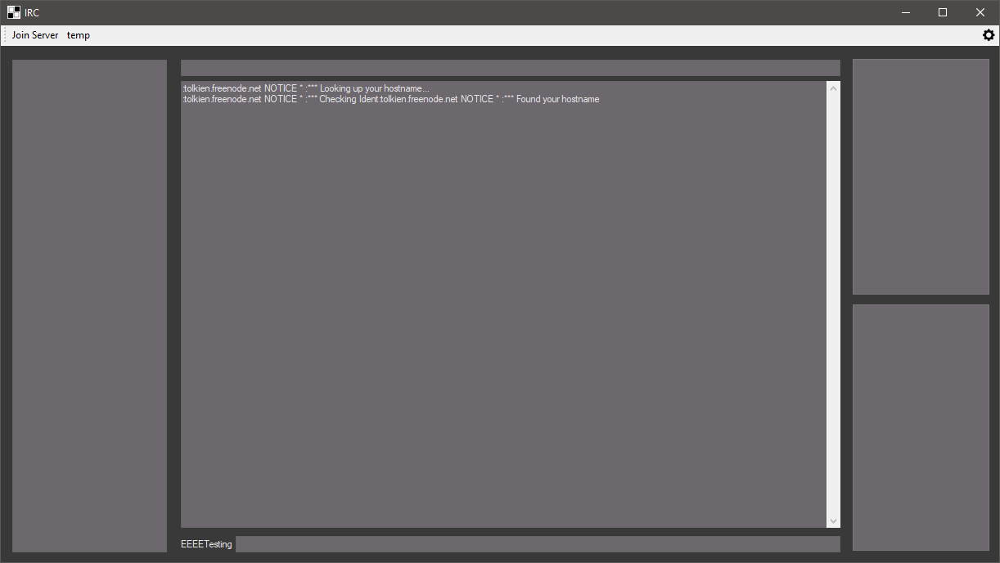 IRC
Join Server temp
:tolkien.freenode.net NOTICE * :*** Looking up your hostname...
:tolkien.freenode.net NOTICE * :*** Checking Ident:tolkien.freenode.net NOTICE * :*** Found your hostname
EEEETesting